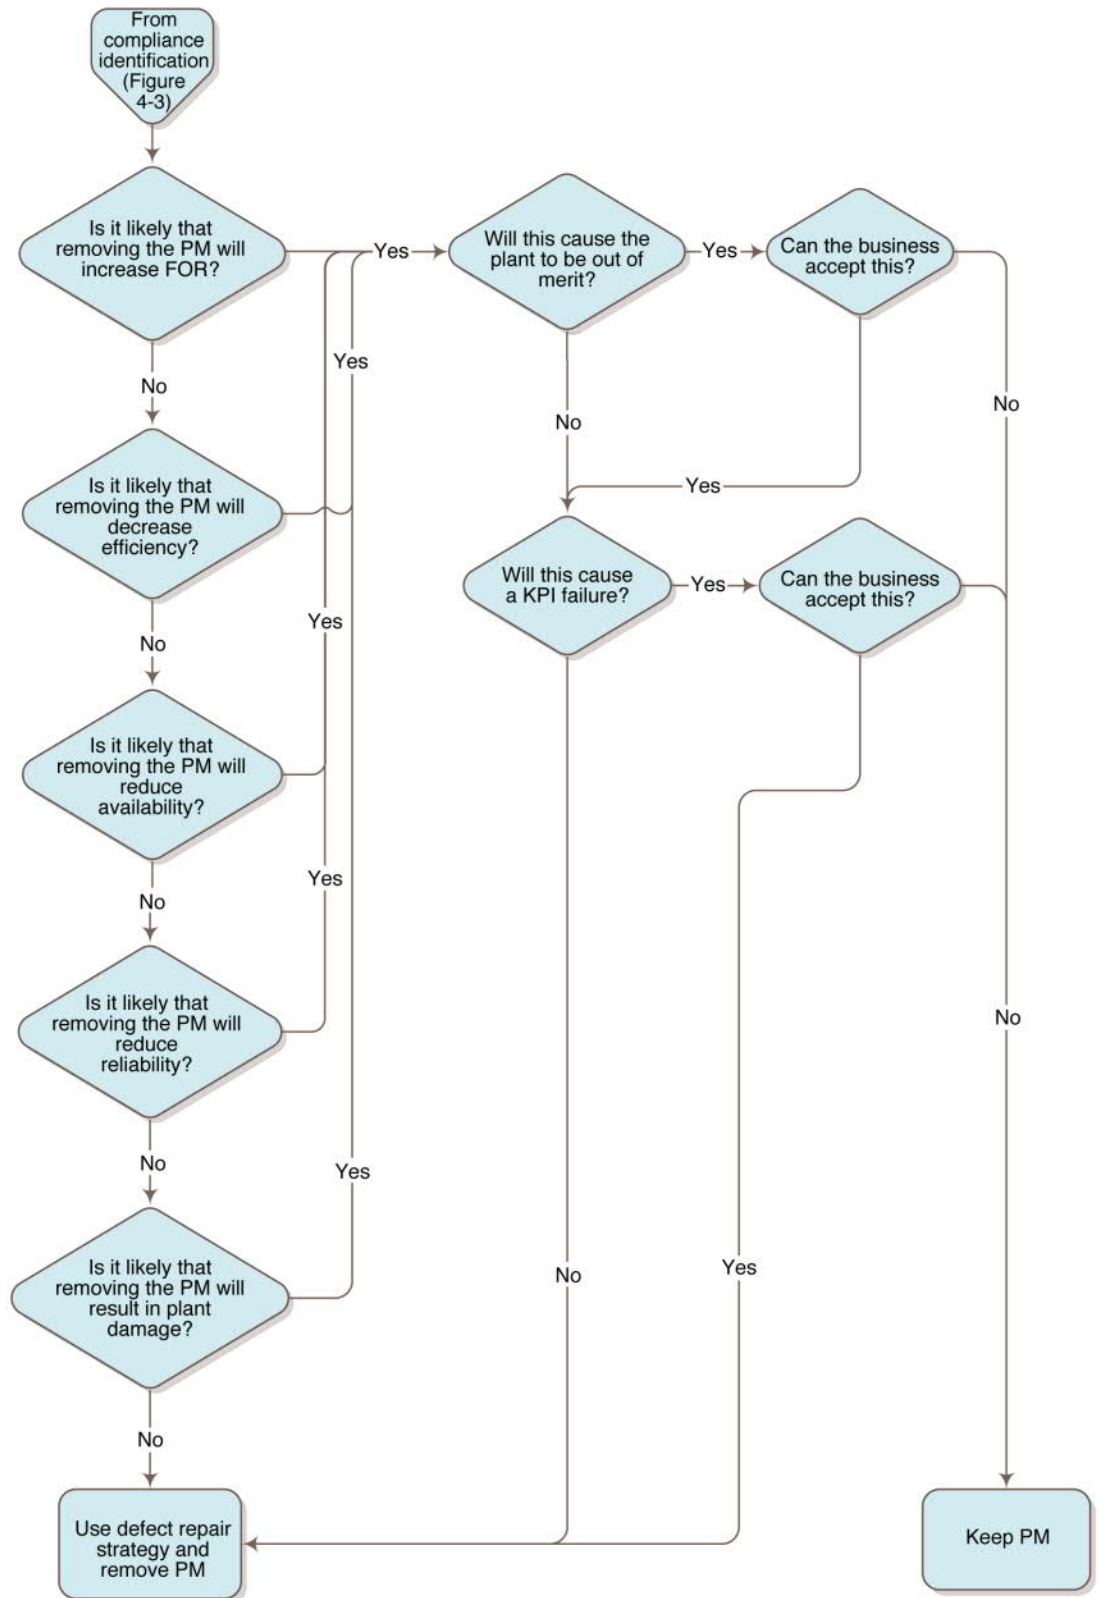 From
compliance
identification
(Figure
4-3)
Is it likely that
removing the PM will
increase FOR?
Yes
Will this cause the
plant to be out of
merit?
Yes
Can the business
accept this?
Yes
No
No
No
Is it likely that
removing the PM will
decrease
efficiency?
Yes
Will this cause
a KPI failure?
Yes
Can the business
accept this?
Yes
No
Is it likely that
removing the PM will
reduce
availability?
Yes
No
Is it likely that
removing the PM will
reduce
reliability?
No
No
Yes
Is it likely that
removing the PM will
result in plant
damage?
No
Yes
No
Use defect repair
strategy and
remove PM
Keep PM